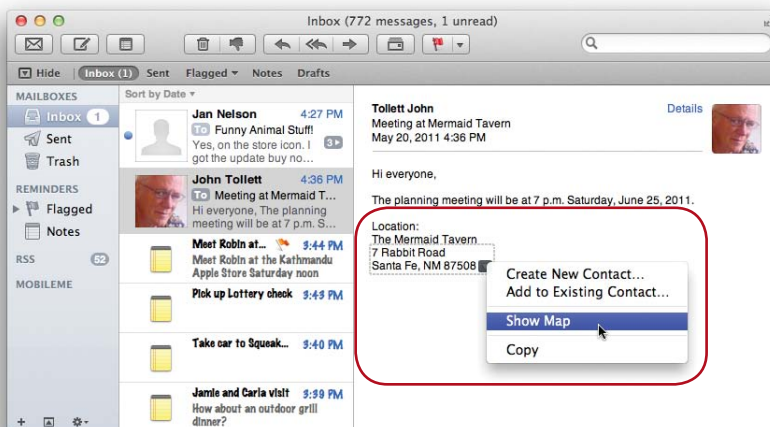 Inbox (772 messages, 1 unread)
Hide Inbox (1) Sent Flagged Notes Drafts
MAILBOXES
Inbox 1
Sent
Trash
REMINDERS
Flagged
Notes
RSS 52
MOBILEME
Sort by Date
Jan Nelson 4:27 PM
To Funny Animal Stuff!
Yes, on the store icon. I 3
got the update buy no...
John Tollett 4:36 PM
To Meeting at Mermaid T...
Hi everyone, The planning
meeting will be at 7 p.m. S...
Meet Robin at... 3:44 PM
Meet Robin at the Kathmandu
Apple Store Saturday noon
Pick up Lottery check 3:43 PM
Take car to Squeak... 3:40 PM
Jamie and Carla visit 3:39 PM
How about an outdoor grill
dinner?
Tollett John Details
Meeting at Mermaid Tavern
May 20, 2011 4:36 PM
Hi everyone,
The planning meeting will be at 7 p.m. Saturday, June 25, 2011.
Location:
The Mermaid Tavern
7 Rabbit Road
Santa Fe, NM 87508
Create New Contact...
Add to Existing Contact...
Show Map
Copy